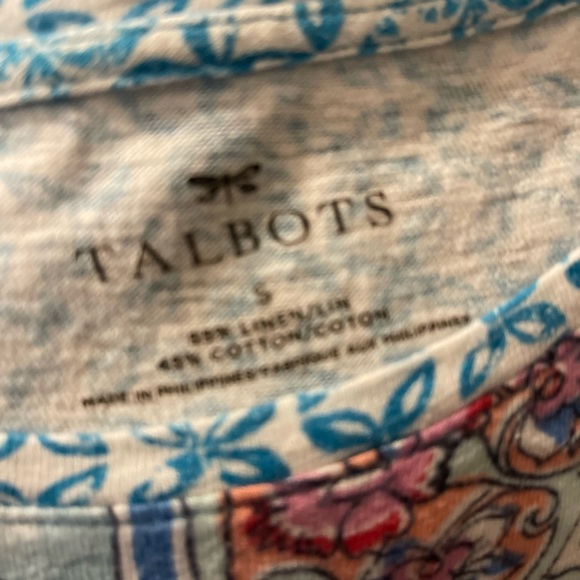 TALBOTS
S
55% LINEN/LIN
45% COTTON/COTON
MADE IN PHILIPPINES/FABRIQUÉ AUX PHILIPPINES